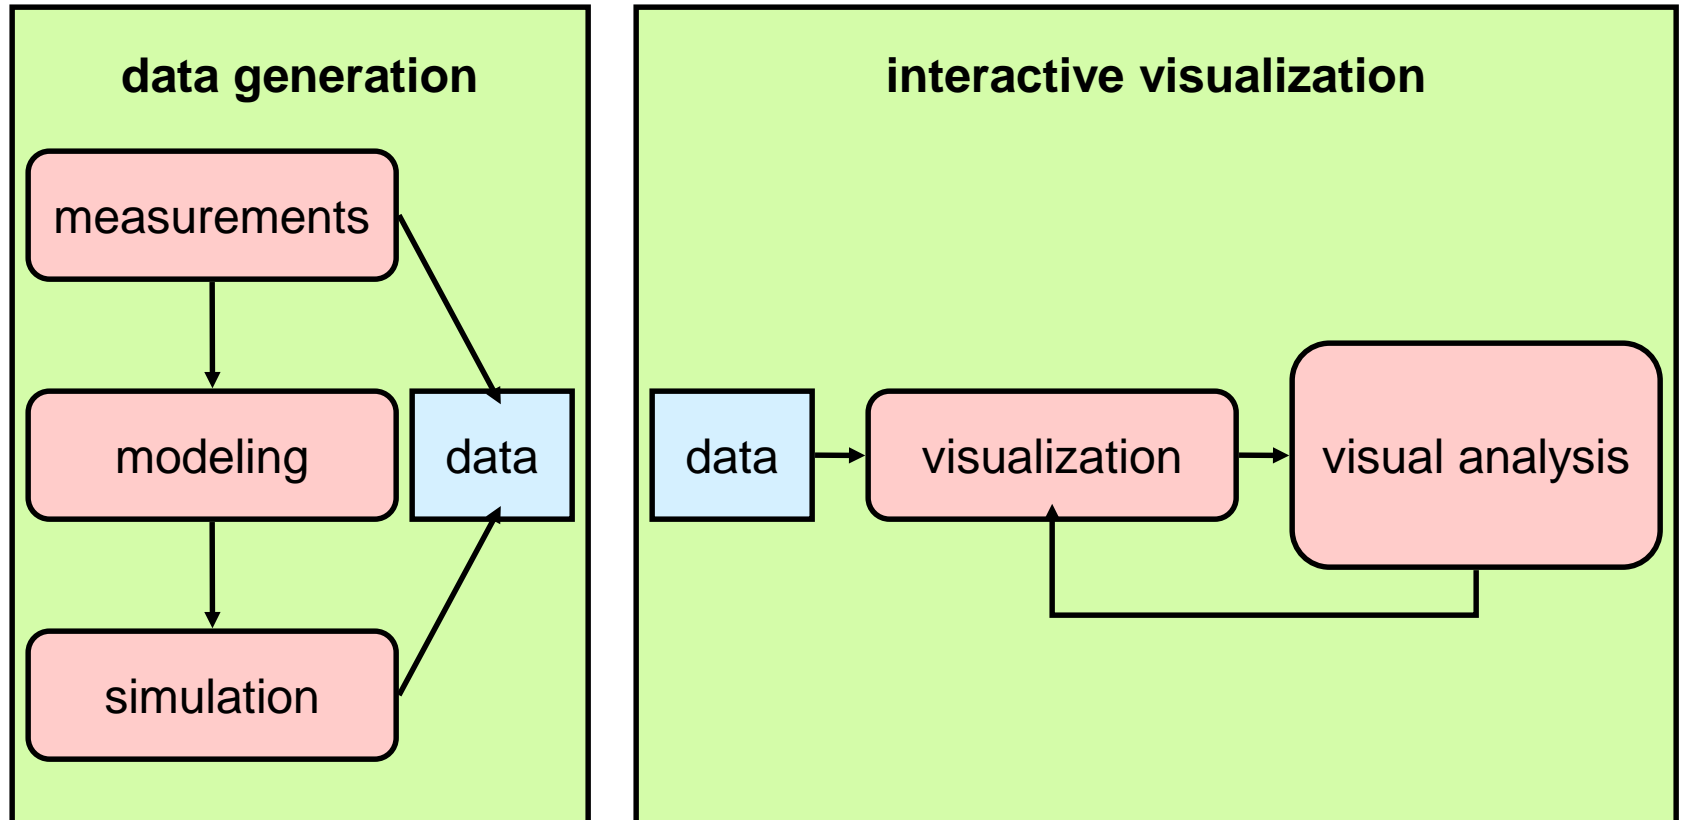 data generation
measurements
modeling
data
simulation
interactive visualization
data
visualization
visual analysis